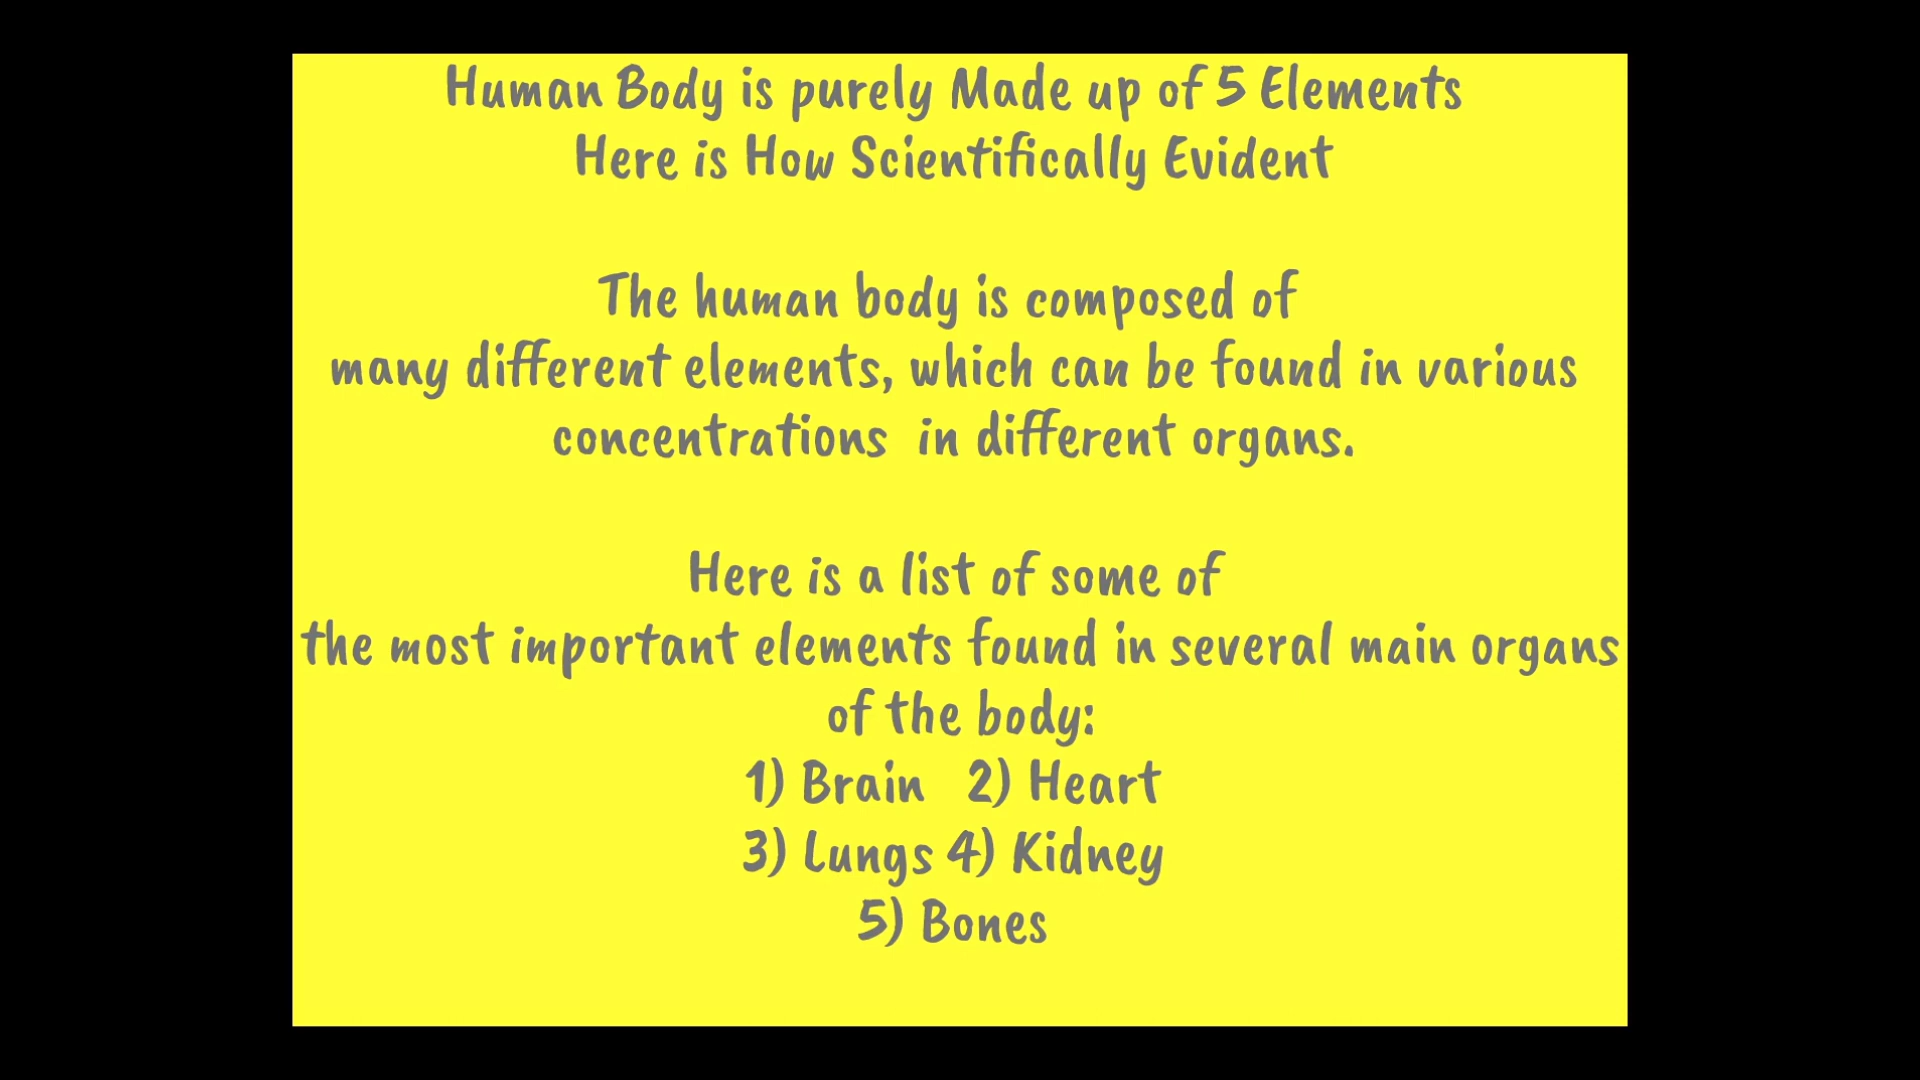 Human Body is purely Made up of 5 Elements
Here is How Scientifically Evident
The human body is composed of
many different elements, which can be found in various
concentrations in different organs.
Here is a list of some of
the most important elements found in several main organs
of the body:
1) Brain 2) Heart
3) Lungs 4) Kidney
5) Bones